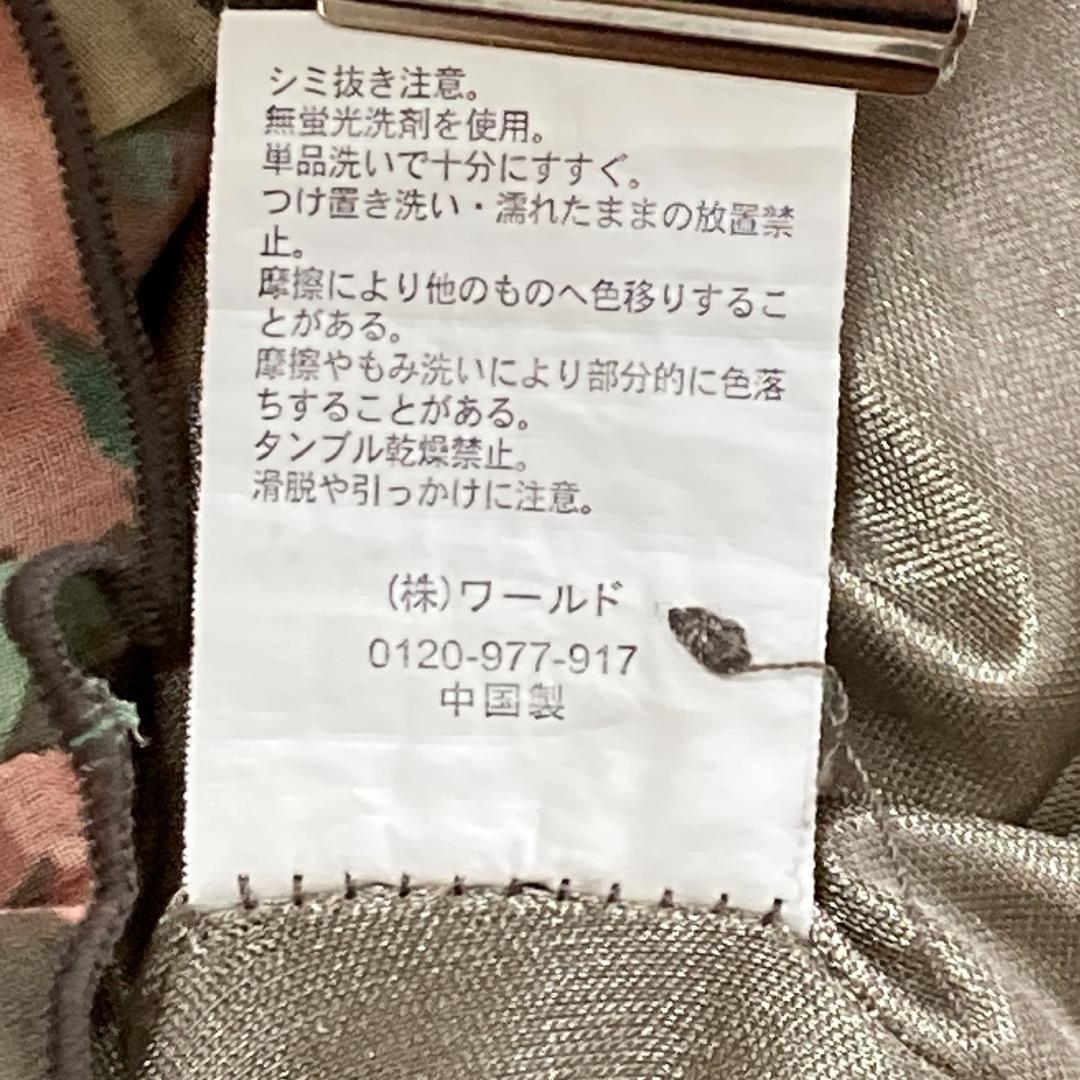 シミ抜き注意。
無蛍光洗剤を使用。
単品洗いで十分にすすぐ。
つけ置き洗い・濡れたままの放置禁
止。
摩擦により他のものへ色移りするこ
とがある。
摩擦やもみ洗いにより部分的に色落
ちすることがある。
タンブル乾燥禁止。
滑脱や引っかけに注意。
(株)ワールド
0120-977-917
中国製